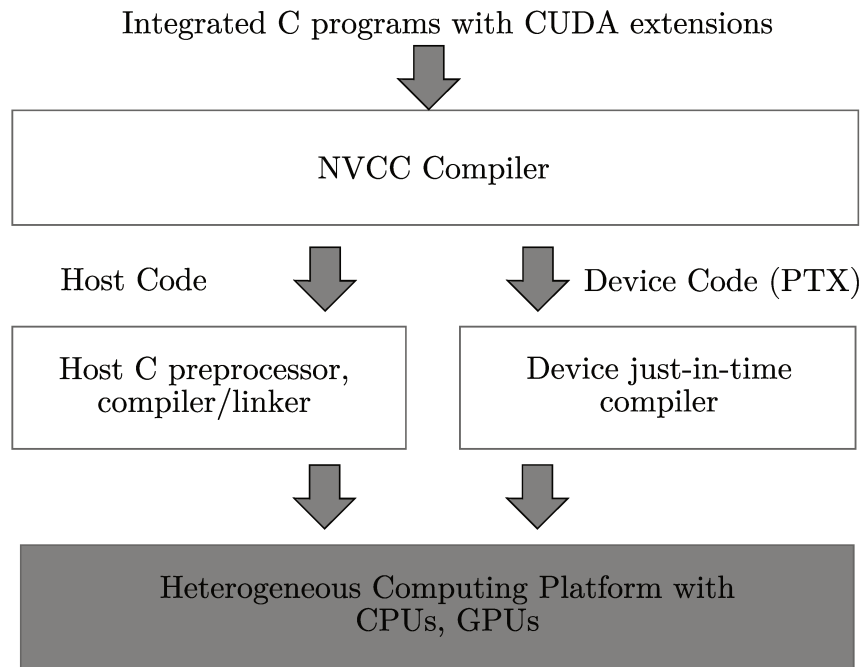 Integrated C programs with CUDA extensions
NVCC Compiler
Host Code
Device Code (PTX)
Host C preprocessor,
compiler/linker
Device just-in-time
compiler
Heterogeneous Computing Platform with
CPUs, GPUs